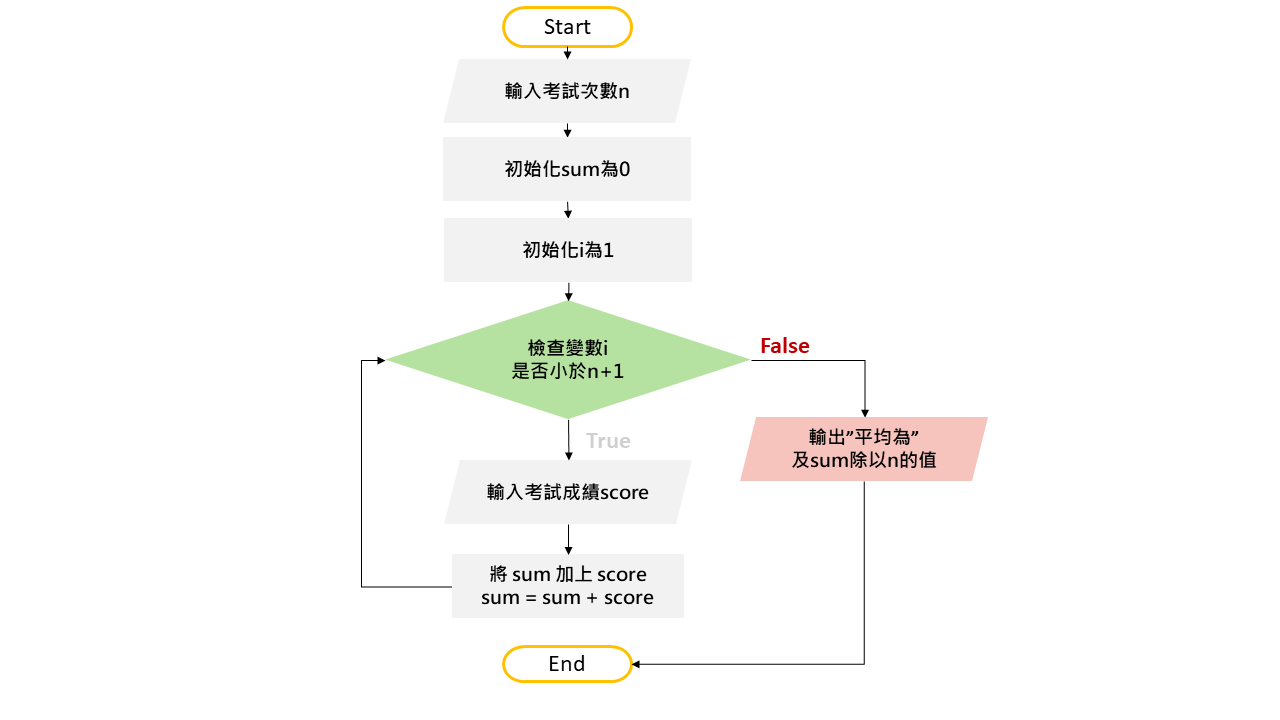 Start
輸入考試次數n
初始化sum為0
初始化i為1
檢查變數i
是否小於n+1
False
True
輸出”平均為”
及sum除以n的值
輸入考試成績score
將 sum 加上 score
sum = sum + score
End